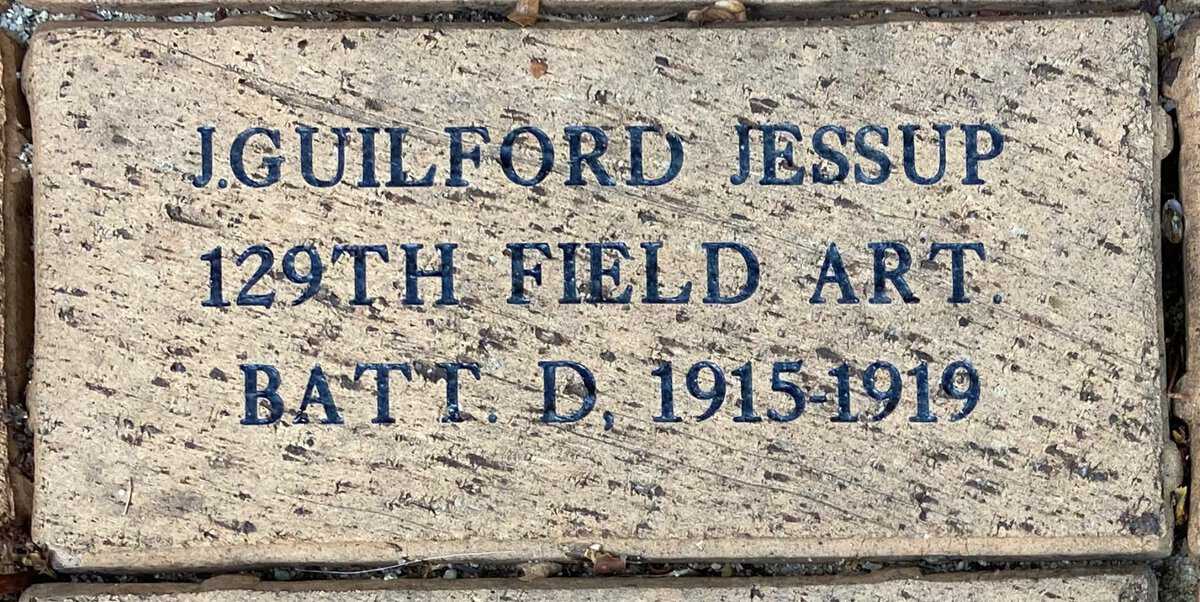 J.GUILFORD JESSUP
129TH FIELD ART.
BATT. D, 1915-1919